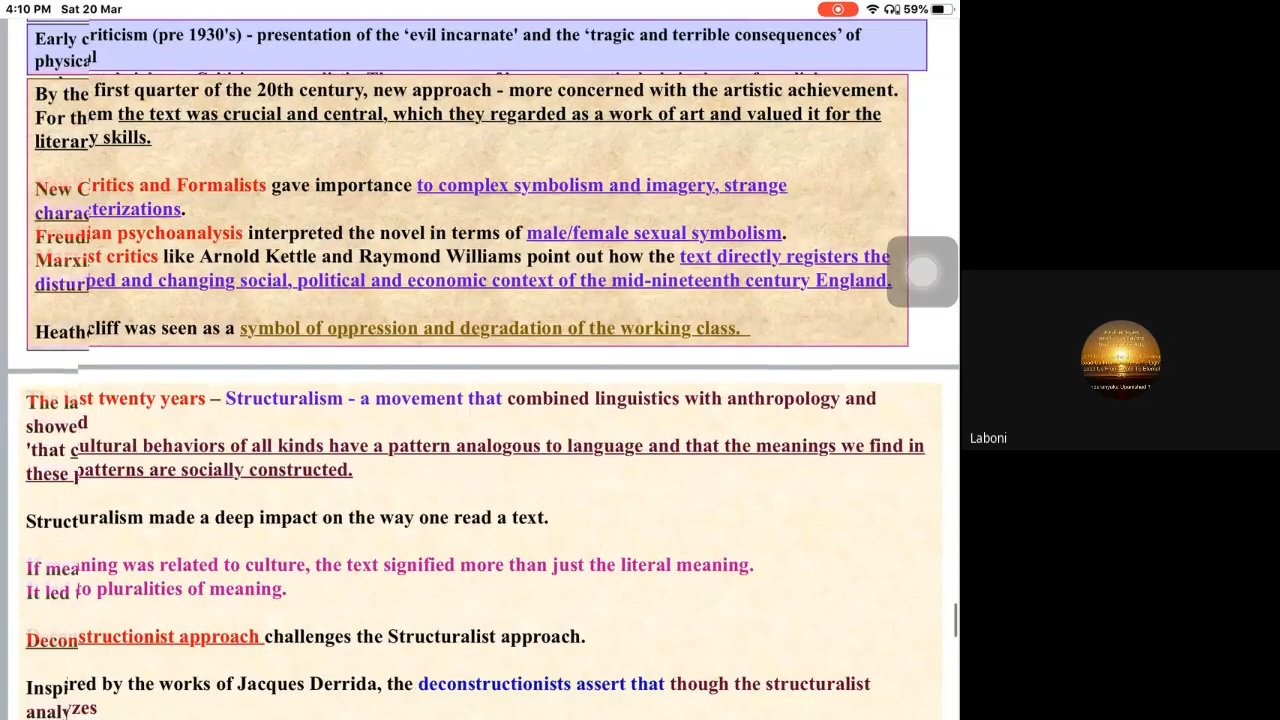 4:10 PM Sat 20 Mar
59%
Early criticism (pre 1930's) - presentation of the ‘evil incarnate' and the ‘tragic and terrible consequences’ of
physical
By the first quarter of the 20th century, new approach - more concerned with the artistic achievement.
For them the text was crucial and central, which they regarded as a work of art and valued it for the
literary skills.
New Critics and Formalists gave importance to complex symbolism and imagery, strange
characterizations.
Freudian psychoanalysis interpreted the novel in terms of male/female sexual symbolism.
Marxist critics like Arnold Kettle and Raymond Williams point out how the text directly registers the
disturbed and changing social, political and economic context of the mid-nineteenth century England.
Heathcliff was seen as a symbol of oppression and degradation of the working class.
The last twenty years – Structuralism - a movement that combined linguistics with anthropology and
showed
'that cultural behaviors of all kinds have a pattern analogous to language and that the meanings we find in
these patterns are socially constructed.
Structuralism made a deep impact on the way one read a text.
If meaning was related to culture, the text signified more than just the literal meaning.
It led to pluralities of meaning.
Deconstructionist approach challenges the Structuralist approach.
Inspired by the works of Jacques Derrida, the deconstructionists assert that though the structuralist
analyzes
Laboni